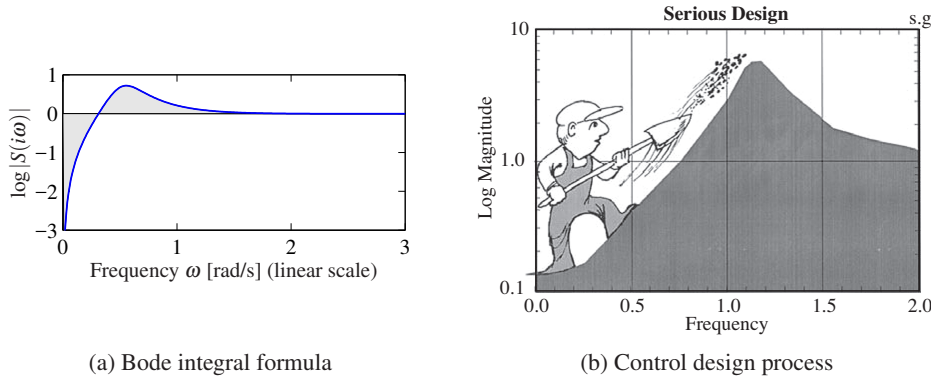 1
0
−1
−2
−3
log|S(iω)|
0
1
2
3
Frequency ω [rad/s] (linear scale)
(a) Bode integral formula
Serious Design
s.g
10
1.0
0.1
Log Magnitude
0.0
0.5
1.0
1.5
2.0
Frequency
(b) Control design process